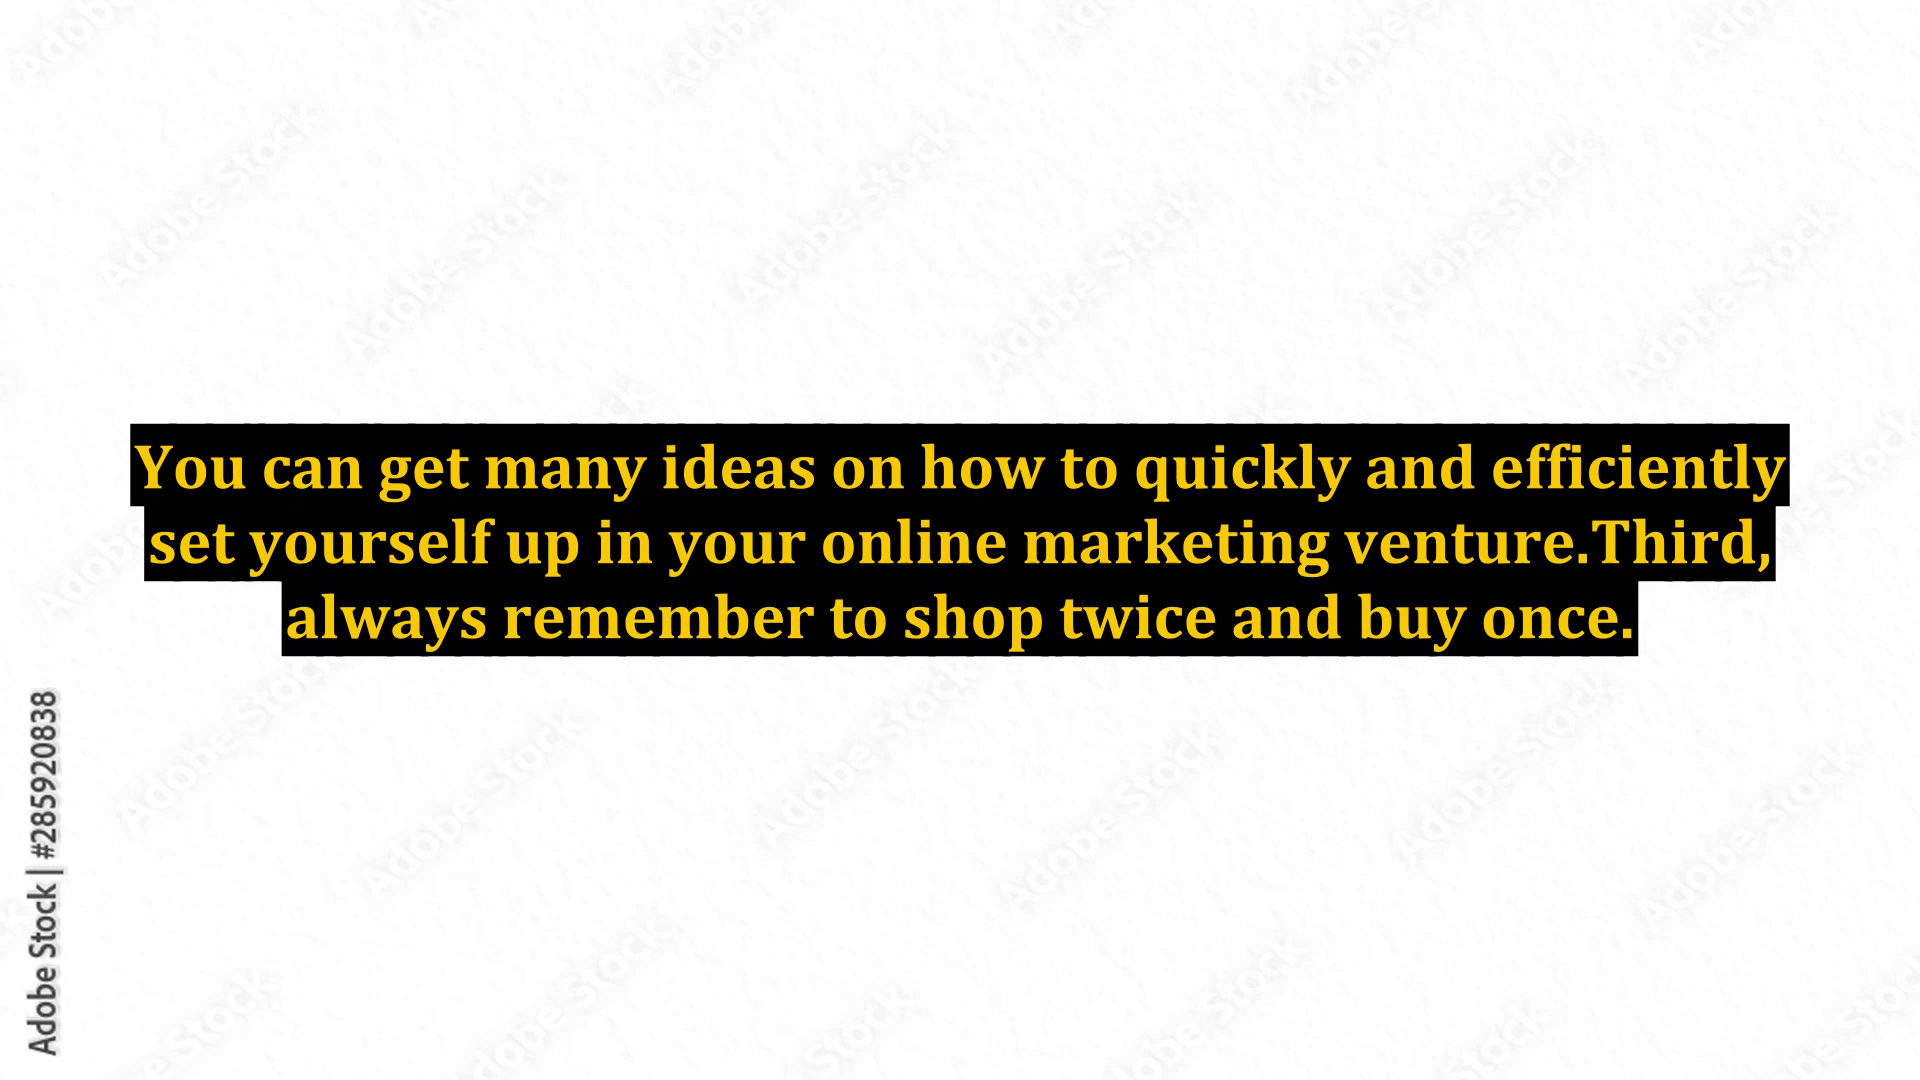 You can get many ideas on how to quickly and efficiently
set yourself up in your online marketing venture.Third,
always remember to shop twice and buy once.
Adobe Stock | #285920838